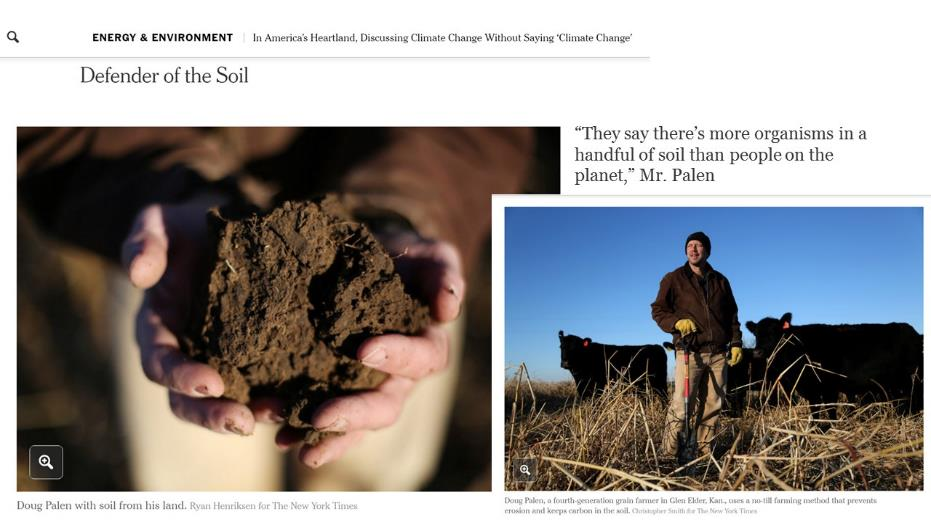 ENERGY & ENVIRONMENT | In America's Heartland, Discussing Climate Change Without Saying ‘Climate Change’
Defender of the Soil
“They say there’s more organisms in a
handful of soil than people on the
planet,” Mr. Palen
Doug Palen with soil from his land. Ryan Henriksen for The New York Times
Doug Palen, a fourth-generation grain farmer in Glen Elder, Kan., uses a no-till farming method that prevents
erosion and keeps carbon in the soil. Christopher Smith for The New York Times